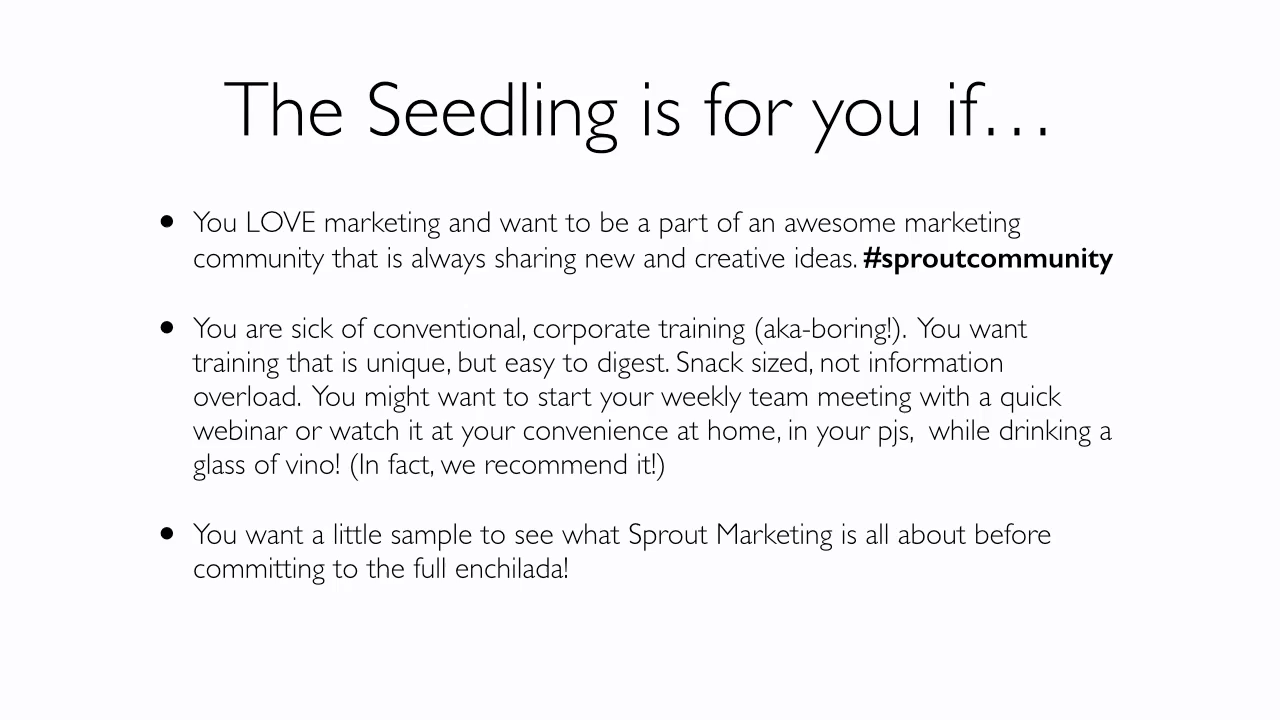 The Seedling is for you if…
• You LOVE marketing and want to be a part of an awesome marketing
community that is always sharing new and creative ideas. #sproutcommunity
• You are sick of conventional, corporate training (aka-boring!).  You want
training that is unique, but easy to digest. Snack sized, not information
overload.  You might want to start your weekly team meeting with a quick
webinar or watch it at your convenience at home, in your pjs,  while drinking a
glass of vino! (In fact, we recommend it!)
• You want a little sample to see what Sprout Marketing is all about before
committing to the full enchilada!